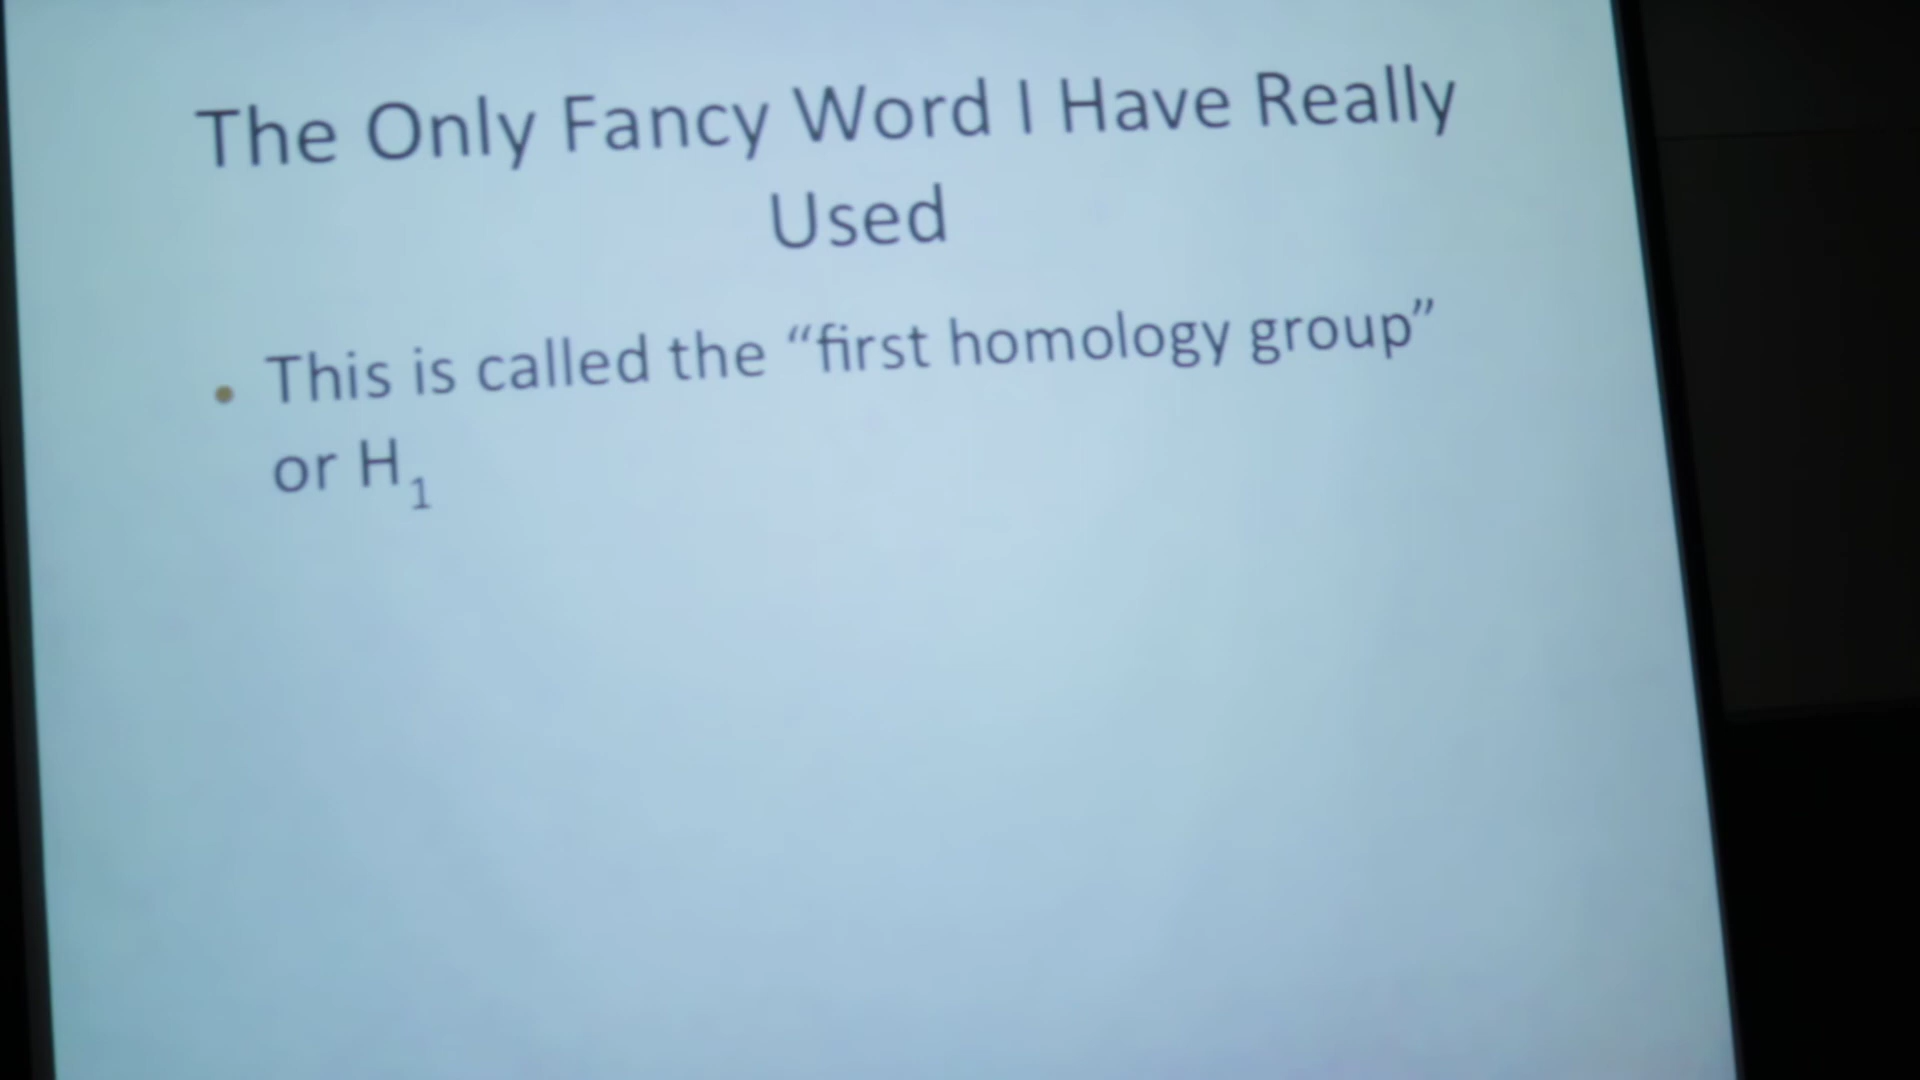 The Only Fancy Word I Have Really
Used
• This is called the “first homology group”
or H₁